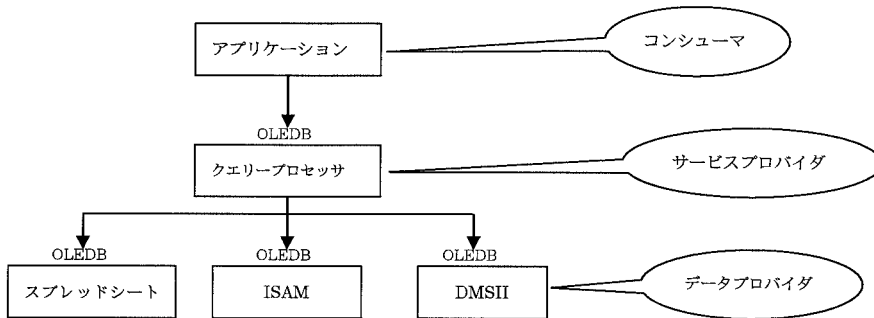 アプリケーション
コンシューマ
OLEDB
クエリープロセッサ
サービスプロバイダ
OLEDB
OLEDB
OLEDB
スプレッドシート
ISAM
DMSII
データプロバイダ